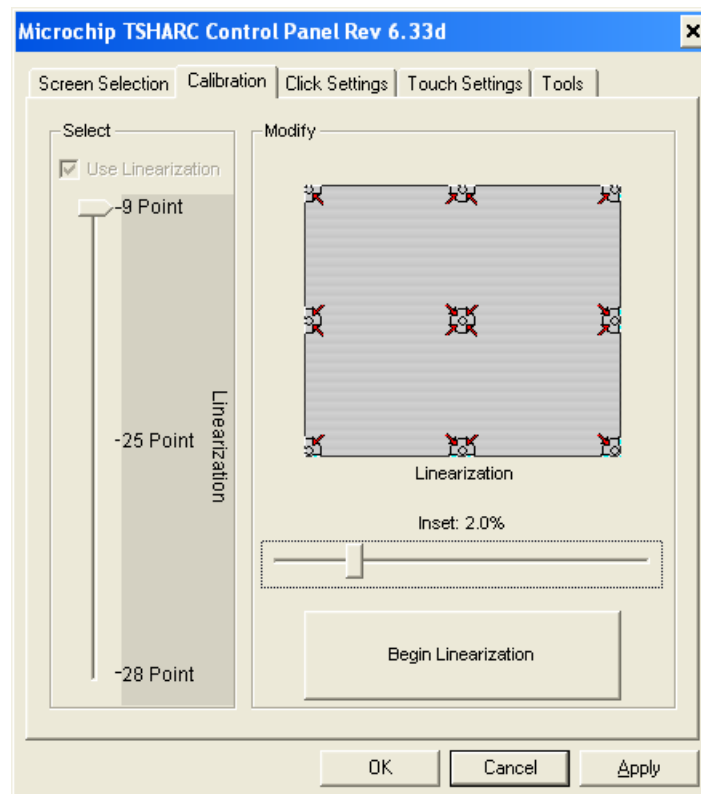 Microchip TSHARC Control Panel Rev 6.33d
Screen Selection Calibration Click Settings Touch Settings Tools
Select
Use Linearization
-9 Point
-25 Point
-28 Point
Linearization
Modify
Linearization
Inset: 2.0%
Begin Linearization
OK Cancel Apply